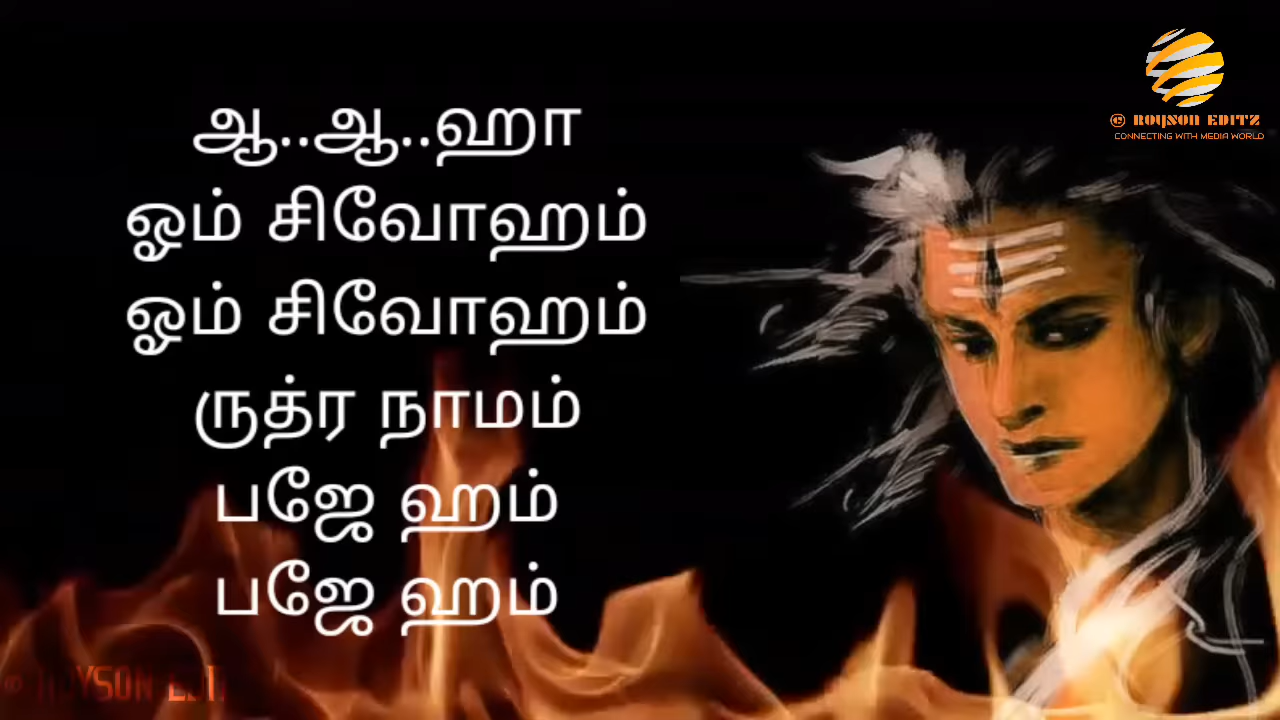 ஆ..ஆ..ஹா
ஓம் சிவோஹம்
ஓம் சிவோஹம்
ருத்ர நாமம்
பஜே ஹம்
பஜே ஹம்
© ROYSON EDITZ
CONNECTING WITH MEDIA WORLD